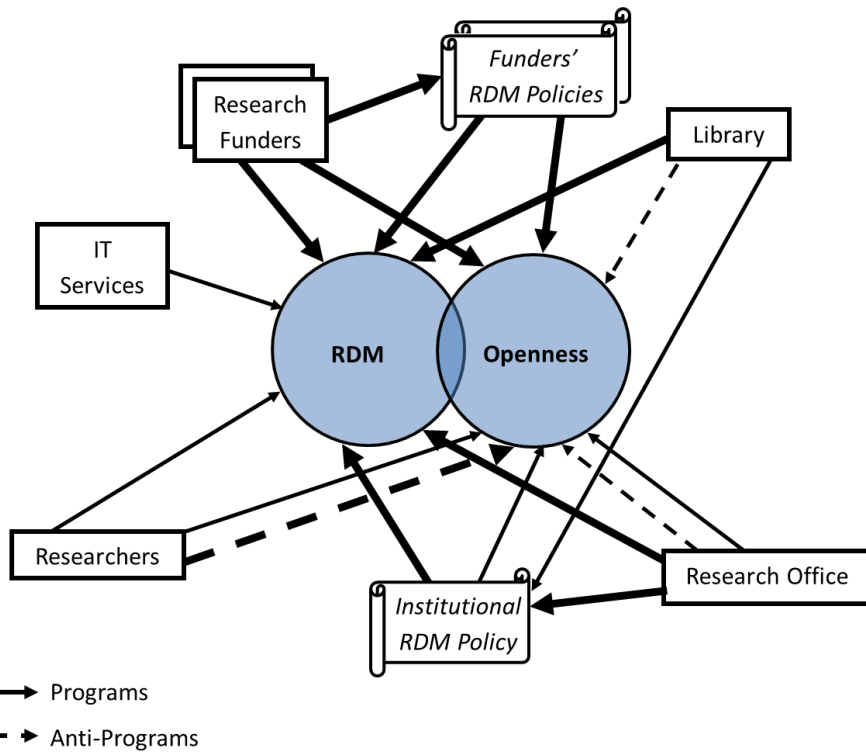 Funders’
RDM Policies
Research
Funders
Library
IT
Services
RDM
Openness
Researchers
Research Office
Institutional
RDM Policy
Programs
Anti-Programs